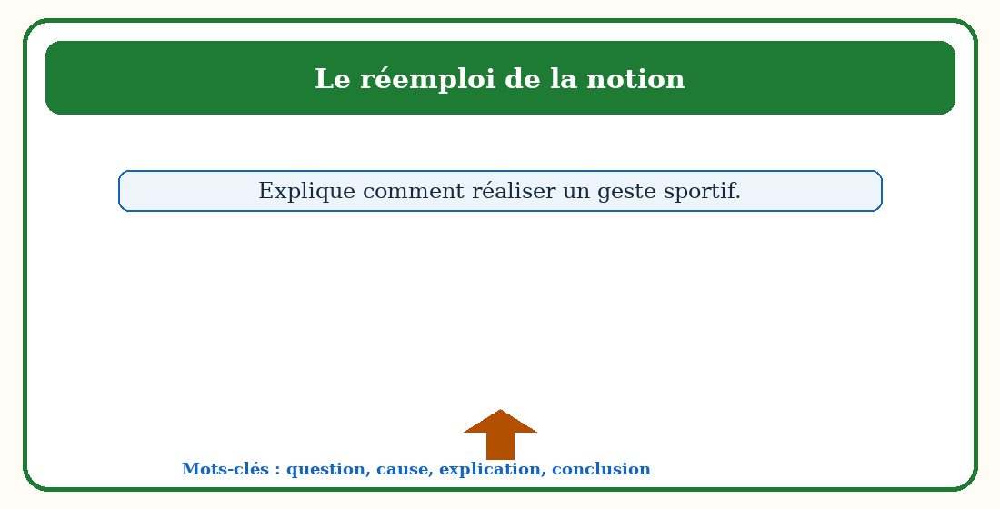 Le réemploi de la notion
Explique comment réaliser un geste sportif.
Mots-clés : question, cause, explication, conclusion